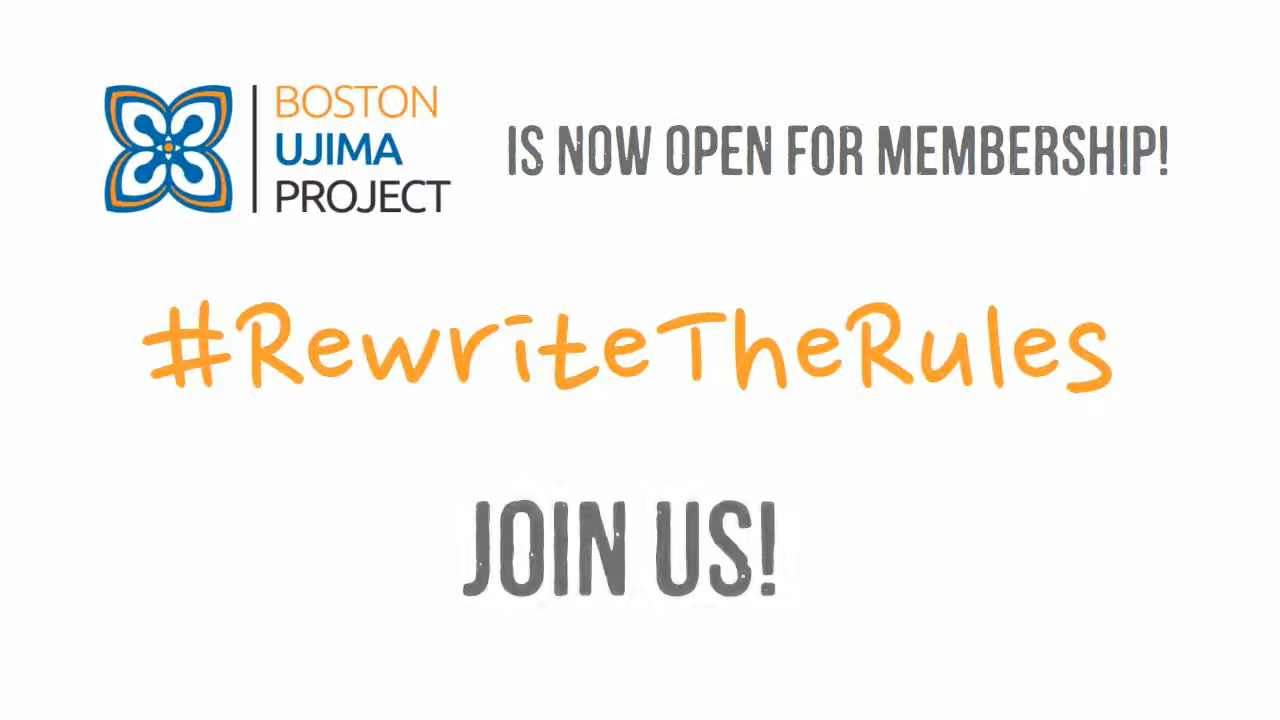 BOSTON
UJIMA
PROJECT
IS NOW OPEN FOR MEMBERSHIP!
#RewriteTheRules
JOIN US!